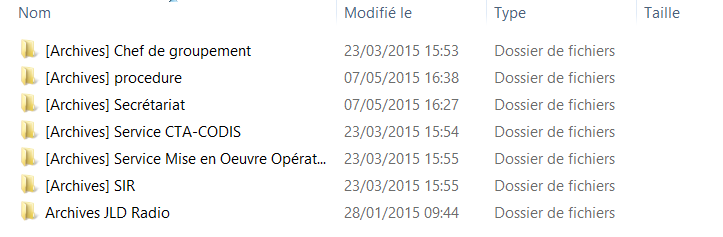 Nom Modifié le Type Taille
[Archives] Chef de groupement 23/03/2015 15:53 Dossier de fichiers
[Archives] procedure 07/05/2015 16:38 Dossier de fichiers
[Archives] Secrétariat 07/05/2015 16:27 Dossier de fichiers
[Archives] Service CTA-CODIS 23/03/2015 15:54 Dossier de fichiers
[Archives] Service Mise en Oeuvre Opérat... 23/03/2015 15:55 Dossier de fichiers
[Archives] SIR 23/03/2015 15:55 Dossier de fichiers
Archives JLD Radio 28/01/2015 09:44 Dossier de fichiers